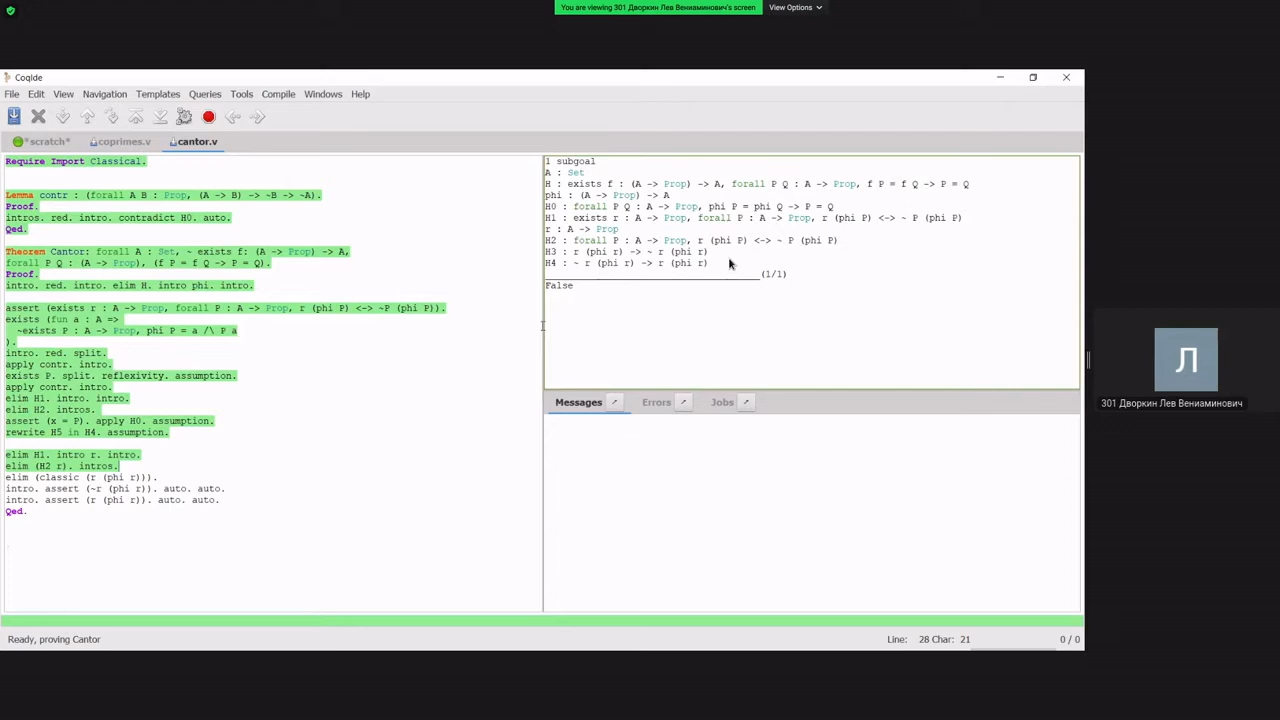 You are viewing 301 Дворкин Лев Вениаминович's screen View Options
CoqIde
File Edit View Navigation Templates Queries Tools Options Compile Windows Help
*scratch* coprimes.v cantor.v
Require Import Classical.
Lemma contr : (forall A B : Prop, (A -> B) -> ~B -> ~A).
Proof.
intros. red. intro. contradict H0. auto.
Qed.
Theorem Cantor: forall A : Set, ~ exists f: (A -> Prop) -> A,
forall P Q : (A -> Prop), (f P = f Q -> P = Q).
Proof.
intro. red. intro. elim H. intro phi. intro.
assert (exists r : A -> Prop, forall P : A -> Prop, r (phi P) <-> ~P (phi P)).
exists (fun a : A =>
~exists P : A -> Prop, phi P = a /\ P a
).
intro. red. split.
apply contr. intro.
exists P. split. reflexivity. assumption.
apply contr. intro.
elim H1. intro. intro.
elim H2. intros.
assert (x = P). apply H0. assumption.
rewrite H5 in H4. assumption.
elim H1. intro r. intro.
elim (H2 r). intros.
elim (classic (r (phi r))).
intro. assert (~r (phi r)). auto. auto.
intro. assert (r (phi r)). auto. auto.
Qed.
1 subgoal
A : Set
H : exists f : (A -> Prop) -> A, forall P Q : A -> Prop, f P = f Q -> P = Q
phi : (A -> Prop) -> A
H0 : forall P Q : A -> Prop, phi P = phi Q -> P = Q
H1 : exists r : A -> Prop, forall P : A -> Prop, r (phi P) <-> ~ P (phi P)
r : A -> Prop
H2 : forall P : A -> Prop, r (phi P) <-> ~ P (phi P)
H3 : r (phi r) -> ~ r (phi r)
H4 : ~ r (phi r) -> r (phi r)
______________________________________(1/1)
False
Messages Errors Jobs
Ready, proving Cantor
Line: 28 Char: 21 0 / 0
Л
301 Дворкин Лев Вениаминович